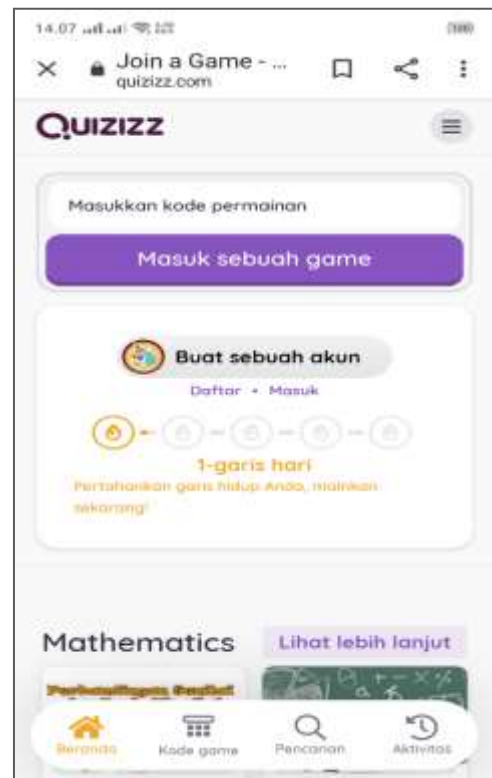 14.07
Join a Game - ...
quizizz.com
QUIZIZZ
Masukkan kode permainan
Masuk sebuah game
Buat sebuah akun
Daftar • Masuk
1-garis hari
Pertahankan garis hidup Anda, mainkan
sekarang!
Mathematics
Lihat lebih lanjut
Beranda
Kode game
Pencarian
Aktivitas